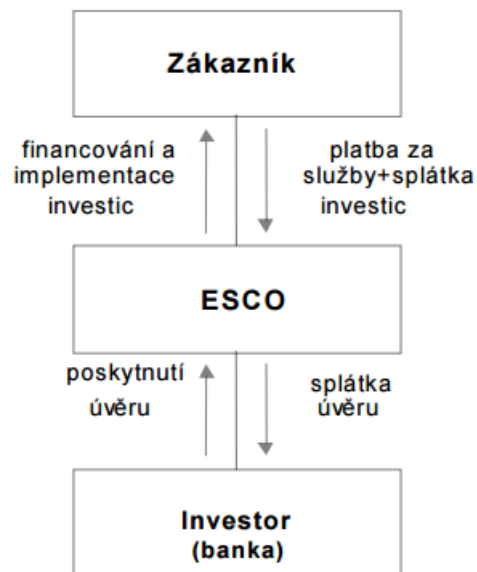 Zákazník
financování a
implementace
investic
platba za
služby+splátka
investic
ESCO
poskytnutí
úvěru
splátka
úvěru
Investor
(banka)